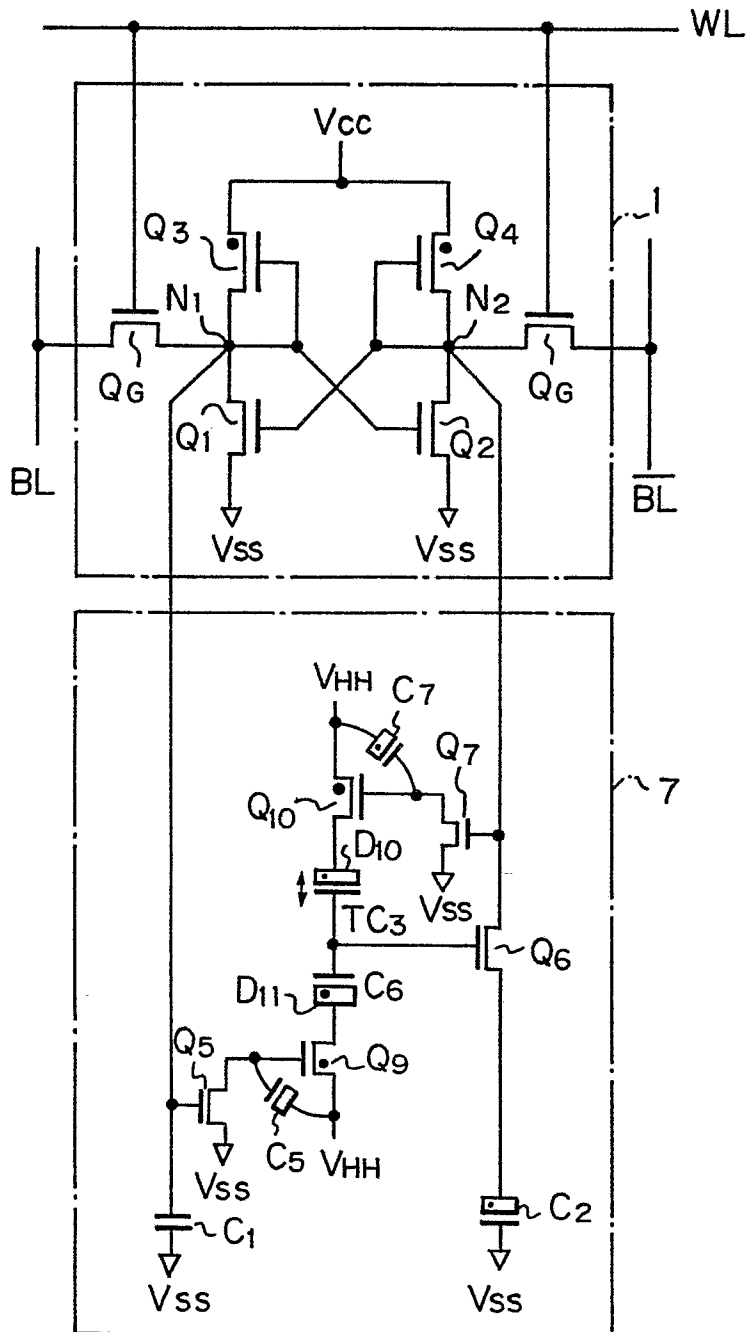 WL
Vcc
1
Q3
Q4
N1
N2
QG
QG
Q1
Q2
BL
B̅L̅
Vss
Vss
VHH
C7
Q7
7
Q10
D10
Vss
TC3
Q6
D11
C6
Q5
Q9
C5
VHH
Vss
C1
C2
Vss
Vss